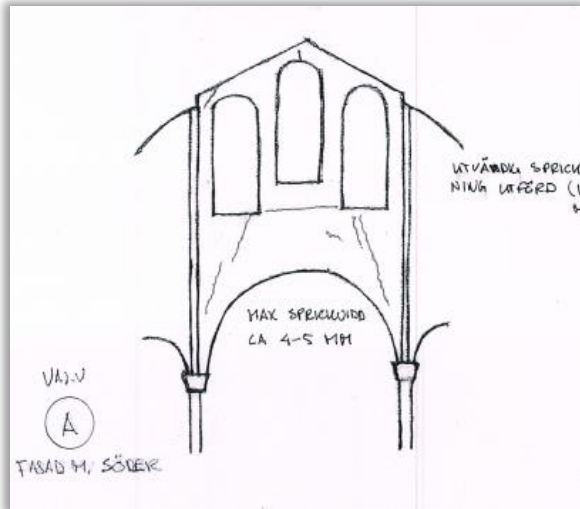 UTVÄNDIG SPRICK
NING UTFÖRD (
MAX SPRICKVIDD
CA 4-5 MM
VALV
A
FASAD M. SÖDER